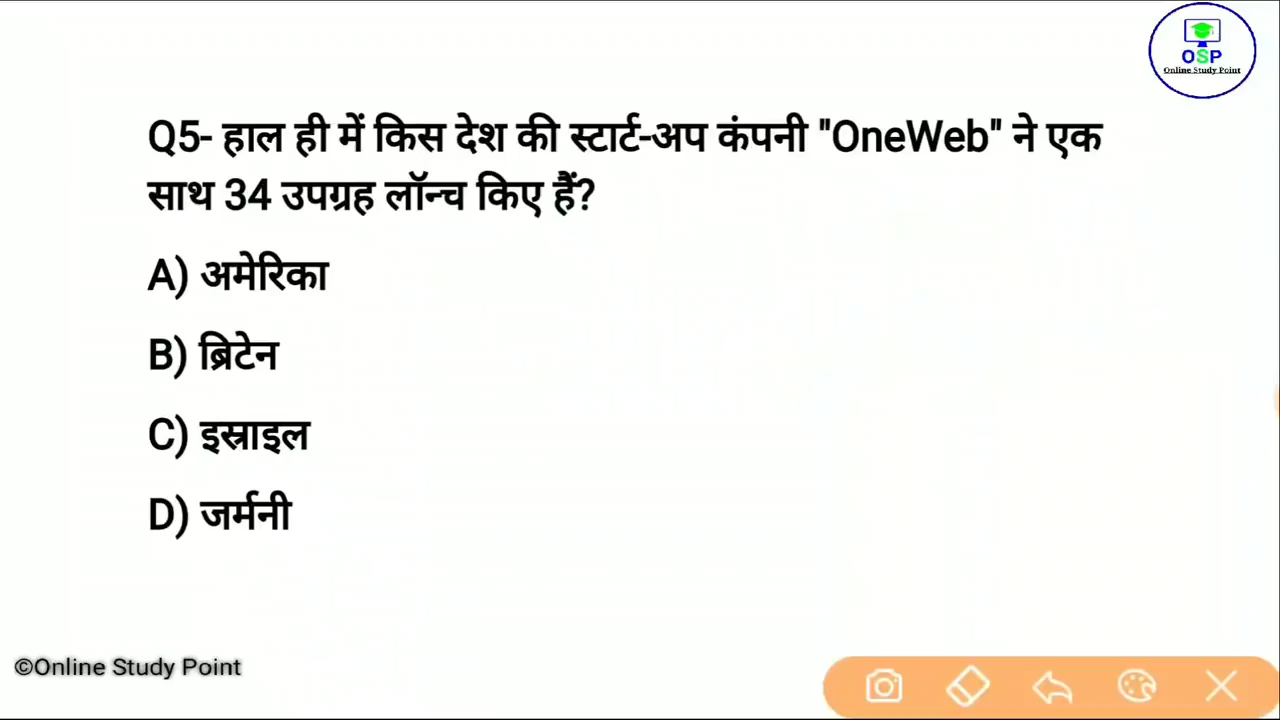 OSP
Online Study Point
Q5- हाल ही में किस देश की स्टार्ट-अप कंपनी "OneWeb" ने एक
साथ 34 उपग्रह लॉन्च किए हैं?
A) अमेरिका
B) ब्रिटेन
C) इस्राइल
D) जर्मनी
©Online Study Point